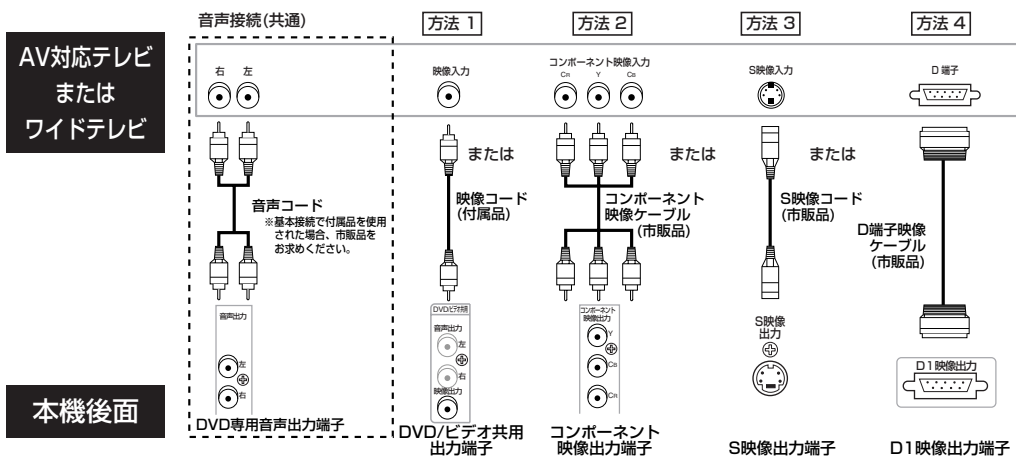 音声接続(共通)
方法 1
方法 2
方法 3
方法 4
AV対応テレビ
または
ワイドテレビ
右 左
映像入力
コンポーネント映像入力
CR Y CB
S映像入力
D 端子
または
または
または
音声コード
※基本接続で付属品を使用
された場合、市販品を
お求めください。
映像コード
(付属品)
コンポーネント
映像ケーブル
(市販品)
S映像コード
(市販品)
D端子映像
ケーブル
(市販品)
本機後面
音声出力
左
右
DVD専用音声出力端子
DVD/ビデオ共用
音声出力
左
右
映像出力
DVD/ビデオ共用
出力端子
コンポーネント
映像出力
Y
CB
CR
コンポーネント
映像出力端子
S映像
出力
S映像出力端子
D1映像出力
D1映像出力端子